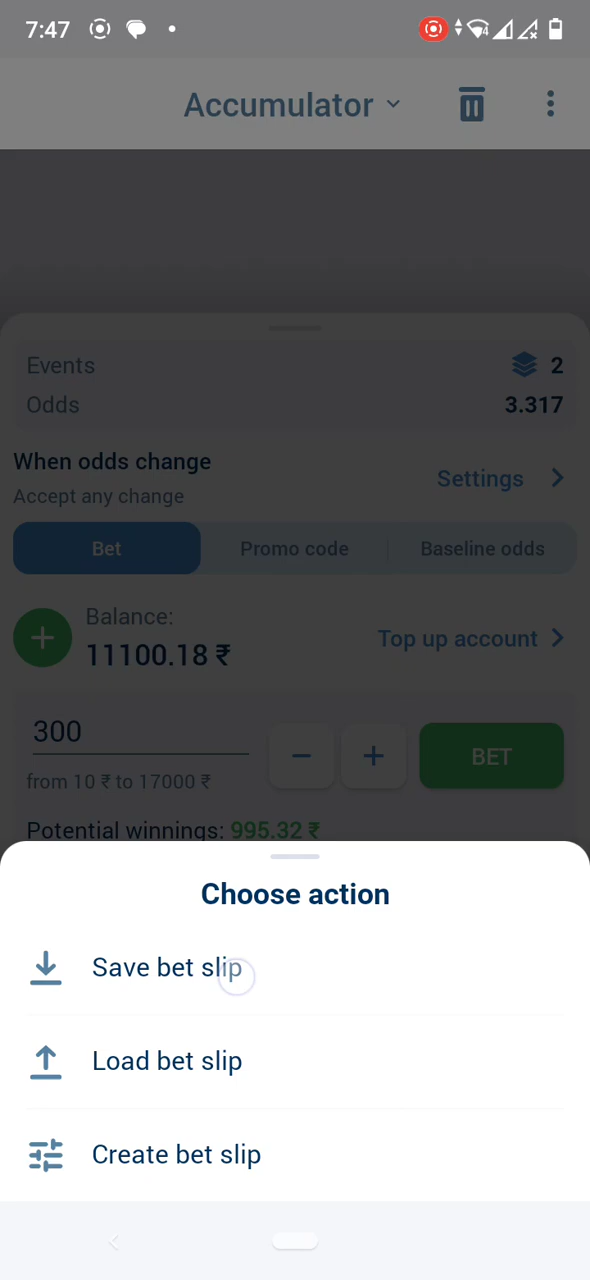 7:47
Accumulator
Events 2
Odds 3.317
When odds change
Accept any change
Settings
Bet Promo code Baseline odds
Balance:
11100.18 ₹
Top up account
300
from 10 ₹ to 17000 ₹
BET
Potential winnings: 995.32 ₹
Choose action
Save bet slip
Load bet slip
Create bet slip